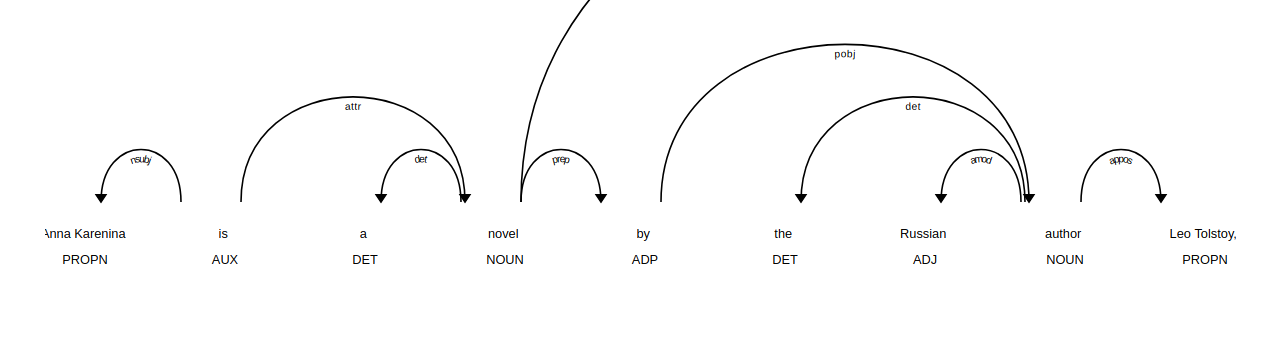 pobj
attr
det
nsubj
det
prep
amod
appos
Anna Karenina is a novel by the Russian author Leo Tolstoy,
PROPN AUX DET NOUN ADP DET ADJ NOUN PROPN